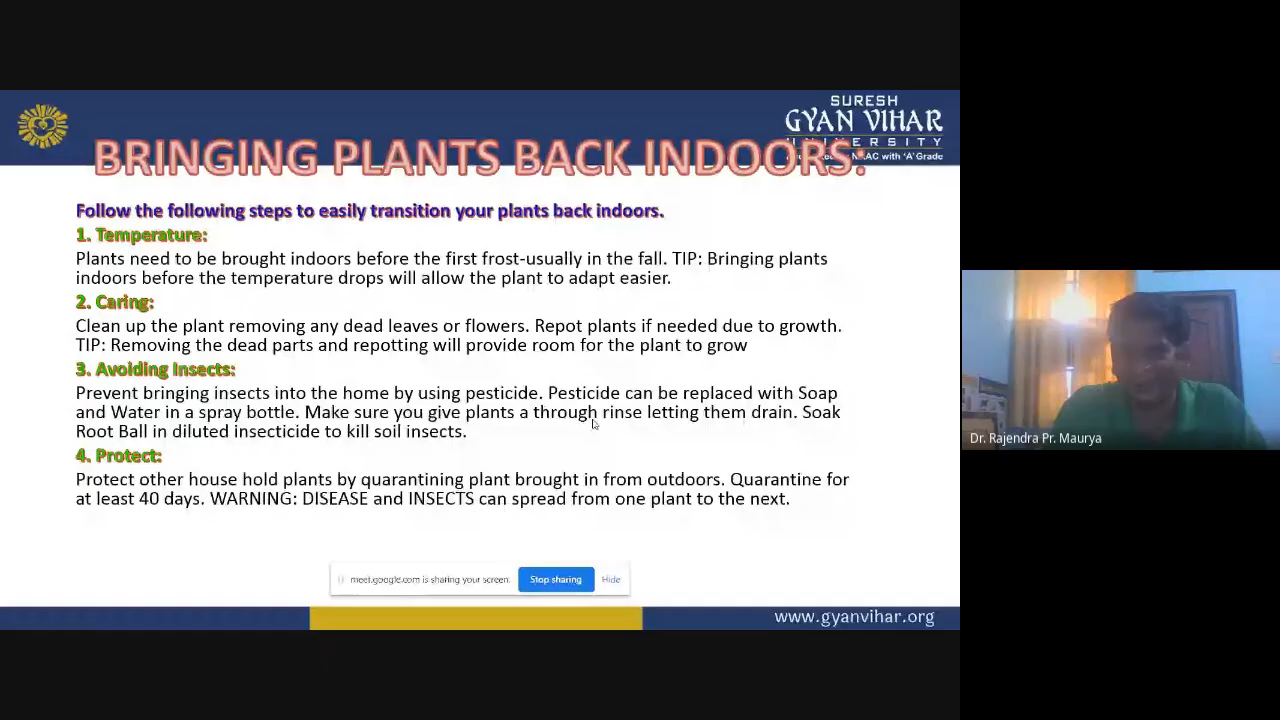 SURESH
GYAN VIHAR
UNIVERSITY
with 'A' Grade
BRINGING PLANTS BACK INDOORS:
Follow the following steps to easily transition your plants back indoors.
1. Temperature:
Plants need to be brought indoors before the first frost-usually in the fall. TIP: Bringing plants
indoors before the temperature drops will allow the plant to adapt easier.
2. Caring:
Clean up the plant removing any dead leaves or flowers. Repot plants if needed due to growth.
TIP: Removing the dead parts and repotting will provide room for the plant to grow
3. Avoiding Insects:
Prevent bringing insects into the home by using pesticide. Pesticide can be replaced with Soap
and Water in a spray bottle. Make sure you give plants a through rinse letting them drain. Soak
Root Ball in diluted insecticide to kill soil insects.
4. Protect:
Protect other house hold plants by quarantining plant brought in from outdoors. Quarantine for
at least 40 days. WARNING: DISEASE and INSECTS can spread from one plant to the next.
meet.google.com is sharing your screen.
Stop sharing
Hide
www.gyanvihar.org
Dr. Rajendra Pr. Maurya